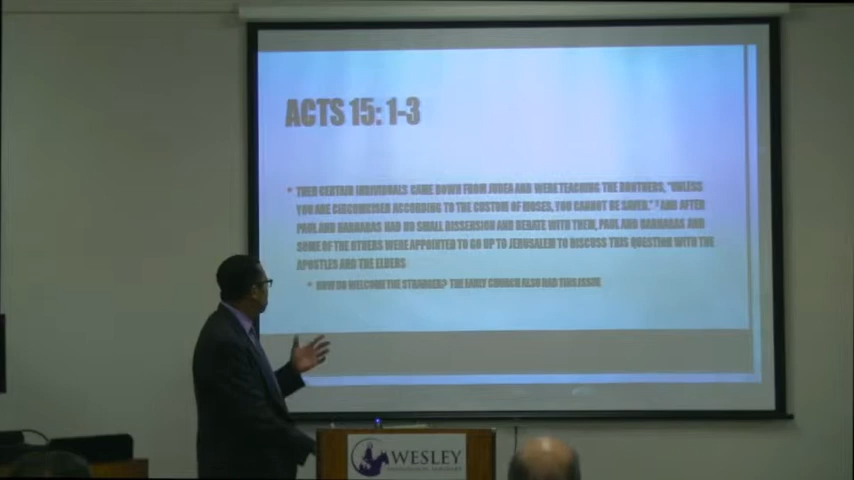 ACTS 15: 1-3
• THEN CERTAIN INDIVIDUALS CAME DOWN FROM JUDEA AND WERE TEACHING THE BROTHERS, "UNLESS
YOU ARE CIRCUMCISED ACCORDING TO THE CUSTOM OF MOSES, YOU CANNOT BE SAVED." ² AND AFTER
PAUL AND BARNABAS HAD NO SMALL DISSENSION AND DEBATE WITH THEM, PAUL AND BARNABAS AND
SOME OF THE OTHERS WERE APPOINTED TO GO UP TO JERUSALEM TO DISCUSS THIS QUESTION WITH THE
APOSTLES AND THE ELDERS
• HOW DO WELCOME THE STRANGER? THE EARLY CHURCH ALSO HAD THIS ISSUE
WESLEY
THEOLOGICAL SEMINARY